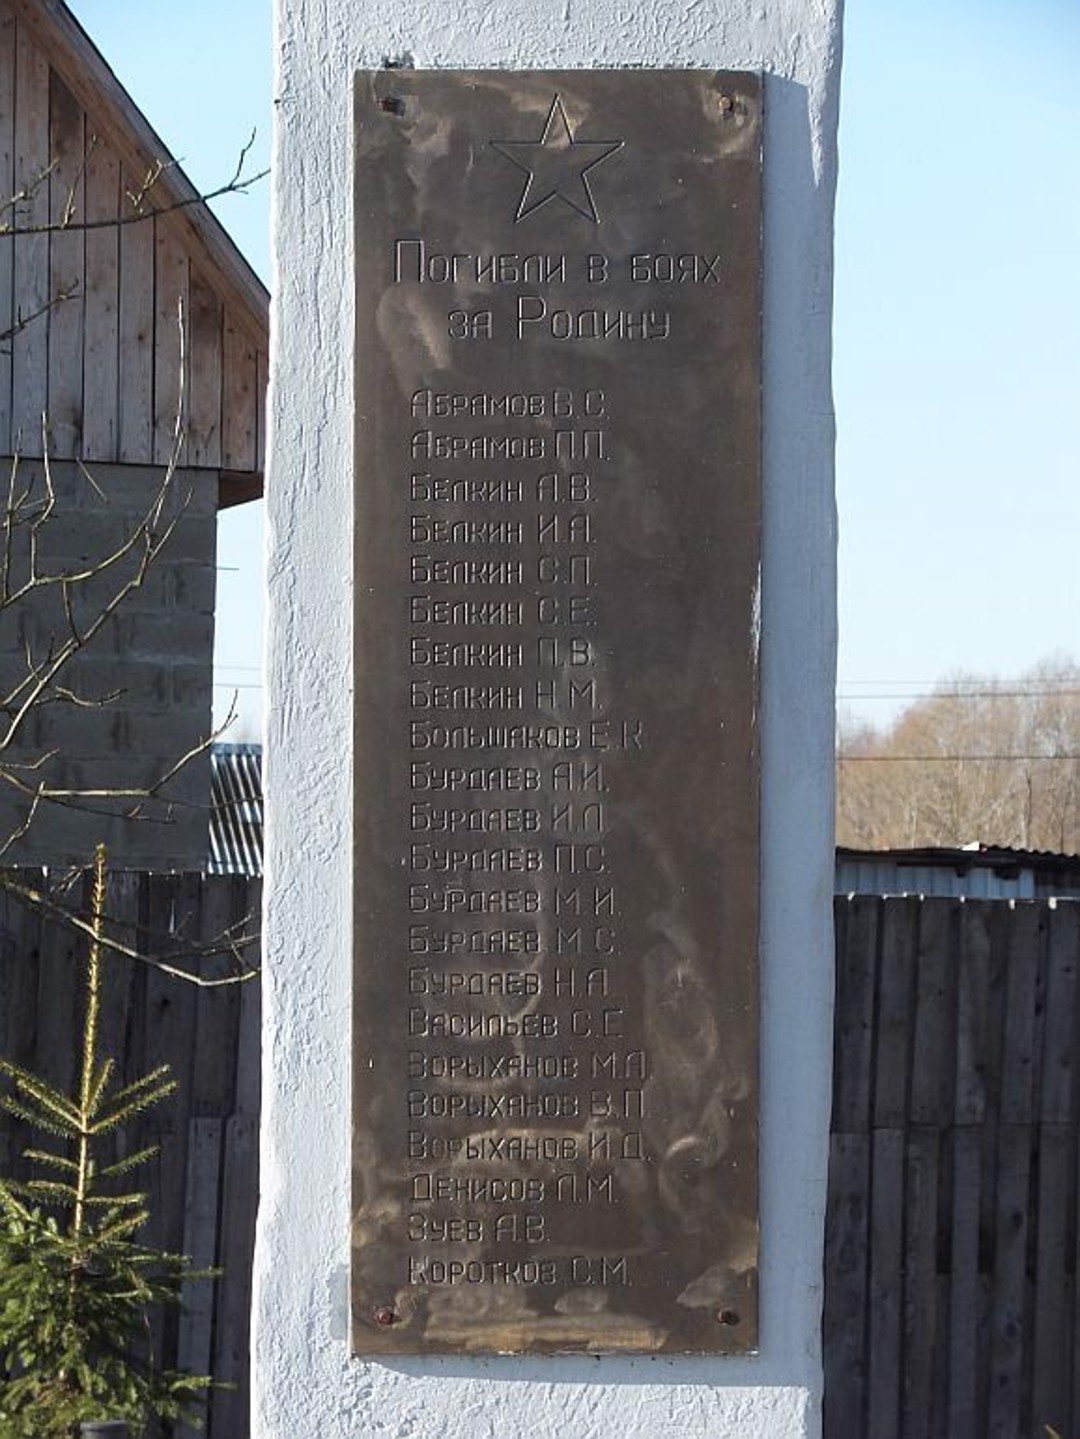 Погибли в боях
за Родину
Абрамов В.С.
Абрамов П.П.
Белкин А.В.
Белкин И.А.
Белкин С.П.
Белкин С.Е.
Белкин П.В.
Белкин Н.М.
Большаков Е.К
Бурдаев А.И.
Бурдаев И.Л
Бурдаев П.С.
Бурдаев М.И.
Бурдаев М.С.
Бурдаев Н.А
Васильев С.Е
Ворыханов М.Л.
Ворыханов В.П.
Ворыханов И.Д.
Денисов Л.М.
Зуев А.В.
Коротков С.М.